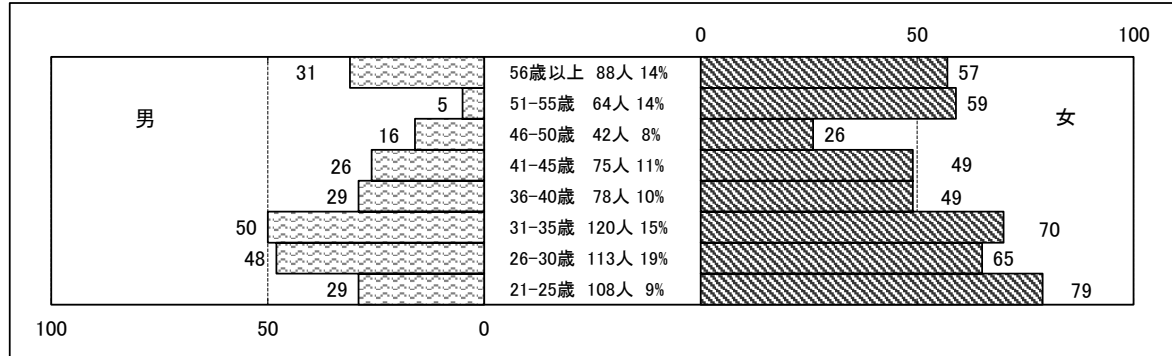 0 50 100
31 56歳以上 88人 14% 57
5 51-55歳 64人 14% 59
男 女
16 46-50歳 42人 8% 26
26 41-45歳 75人 11% 49
29 36-40歳 78人 10% 49
50 31-35歳 120人 15% 70
48 26-30歳 113人 19% 65
29 21-25歳 108人 9% 79
100 50 0